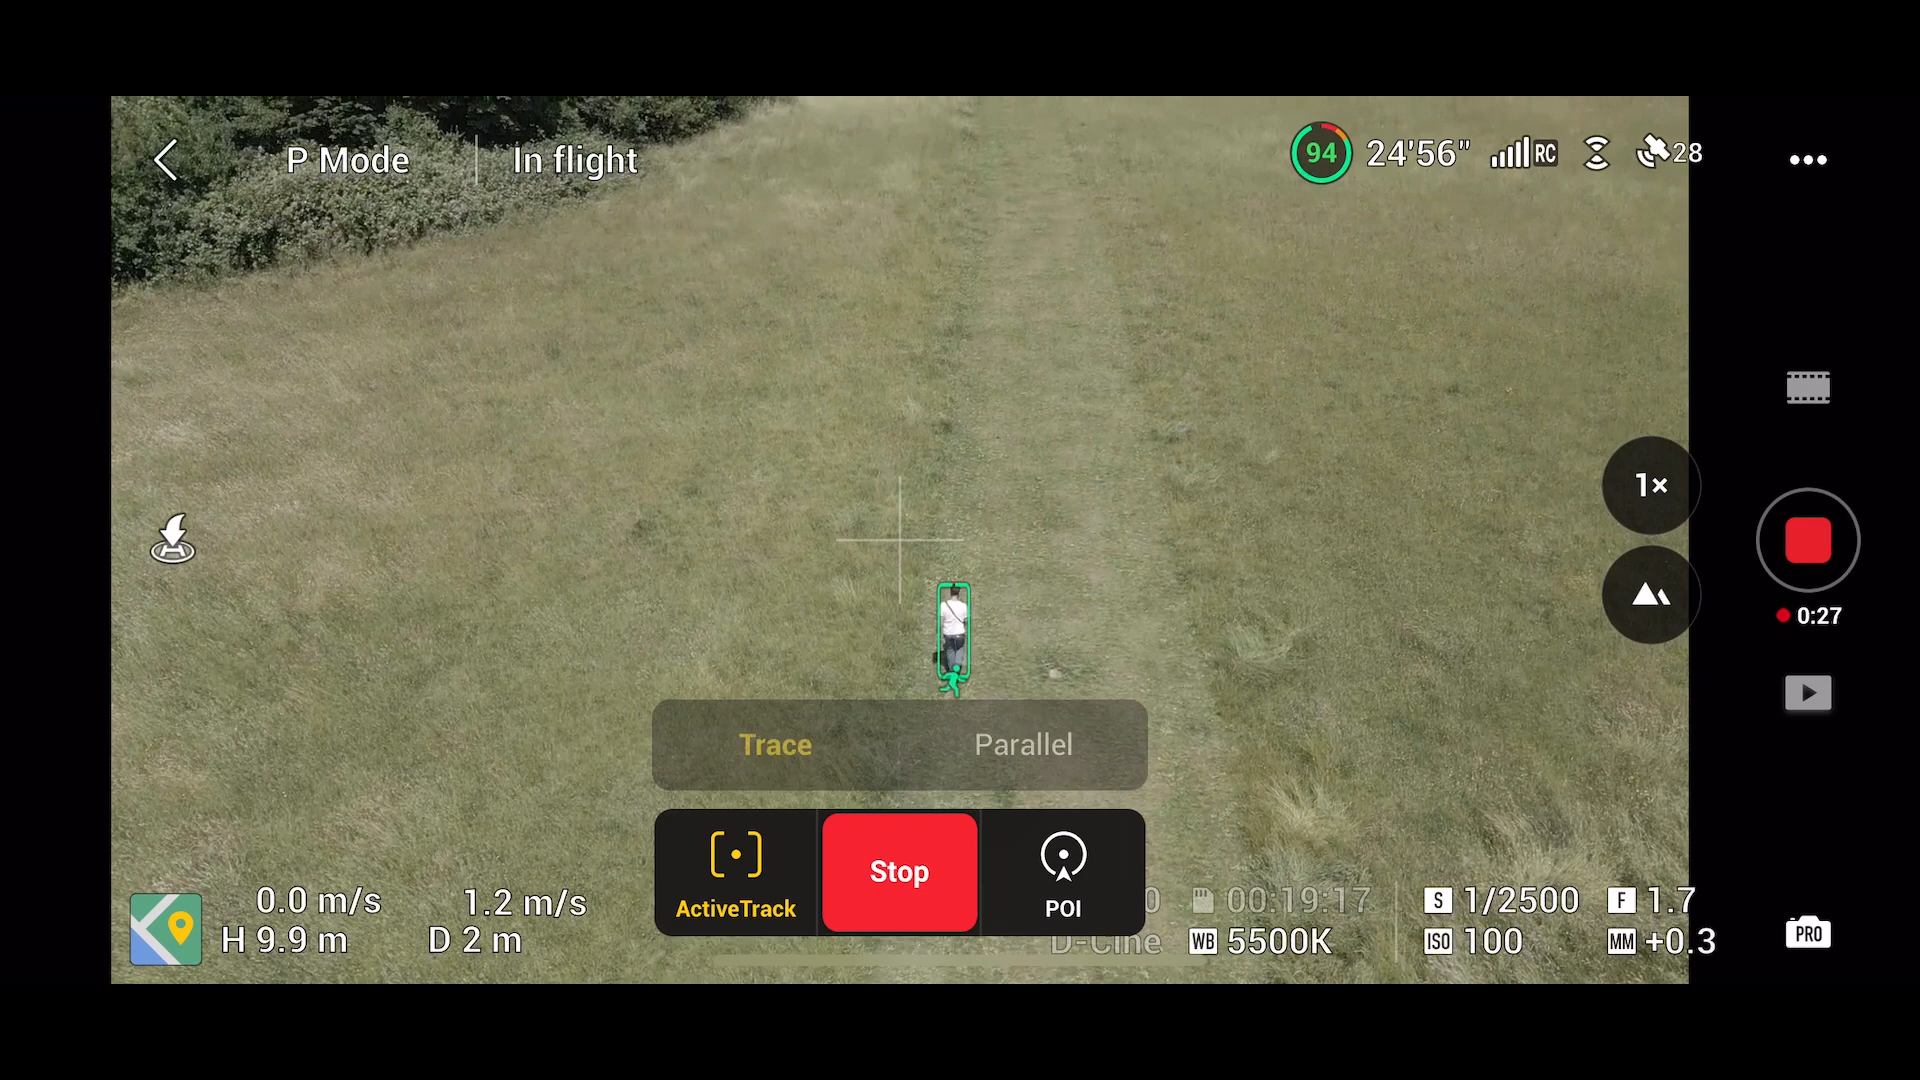 P Mode
In flight
94
24'56"
RC
28
1×
0:27
Trace
Parallel
ActiveTrack
Stop
POI
0.0 m/s
1.2 m/s
H 9.9 m
D 2 m
0
00:19:17
D-Cine
WB 5500K
S 1/2500
F 1.7
ISO 100
MM +0.3
PRO